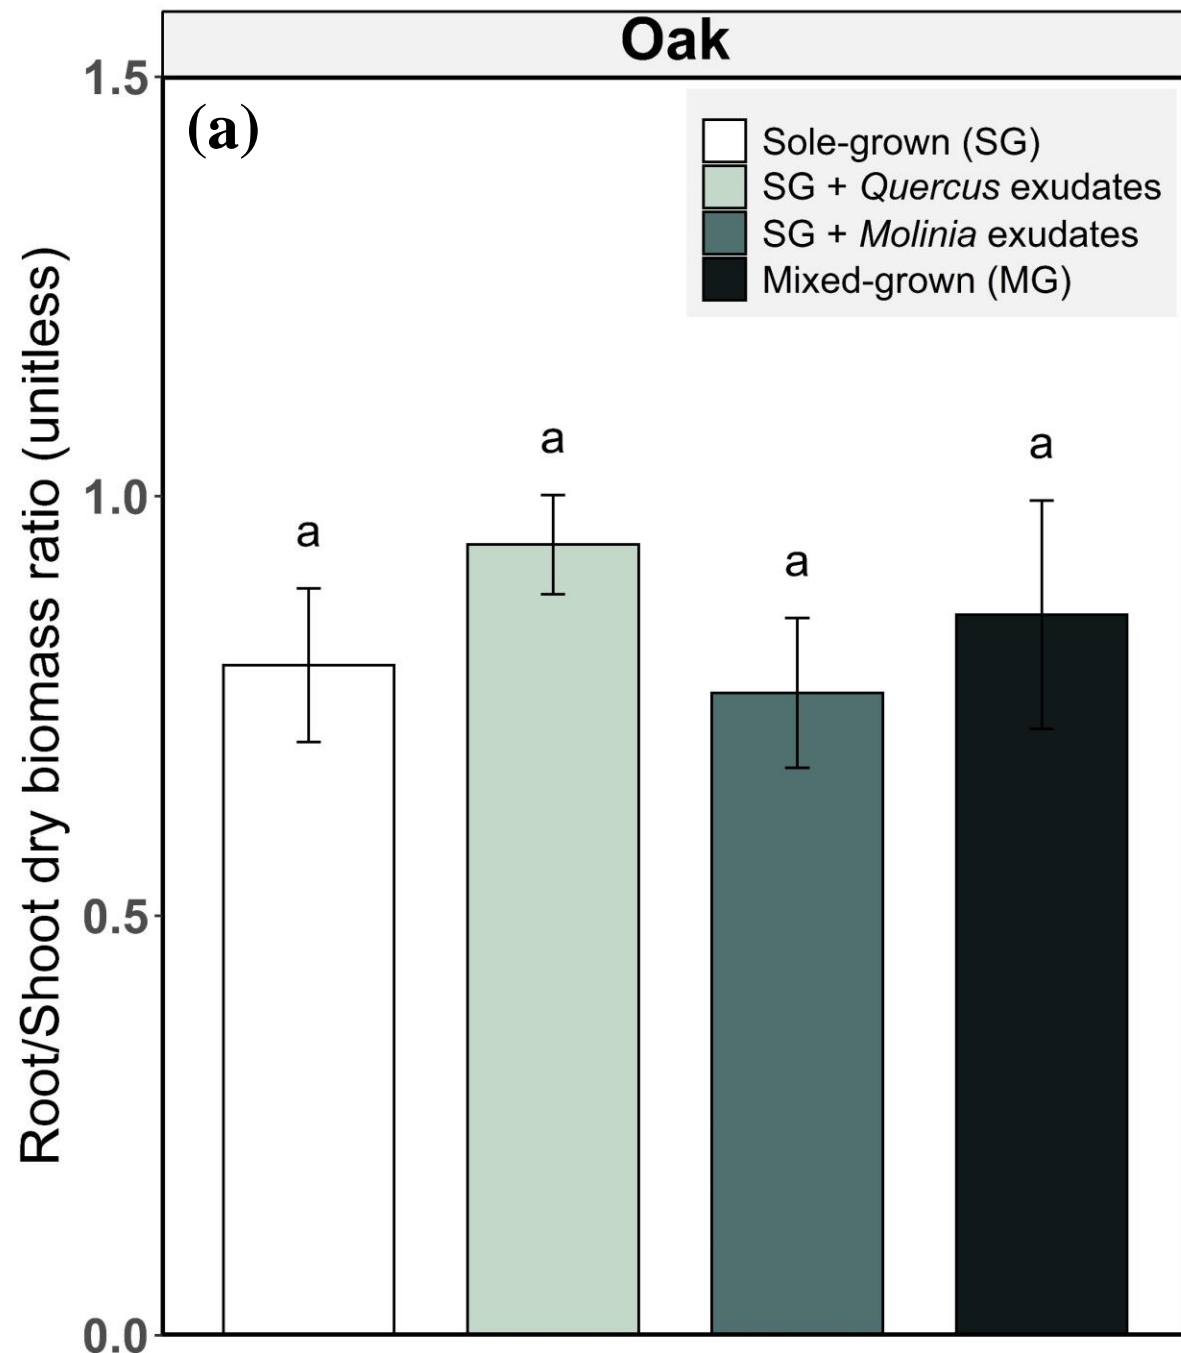 Oak
(a)
Sole-grown (SG)
SG + Quercus exudates
SG + Molinia exudates
Mixed-grown (MG)
Root/Shoot dry biomass ratio (unitless)
1.5
1.0
0.5
0.0
a
a
a
a